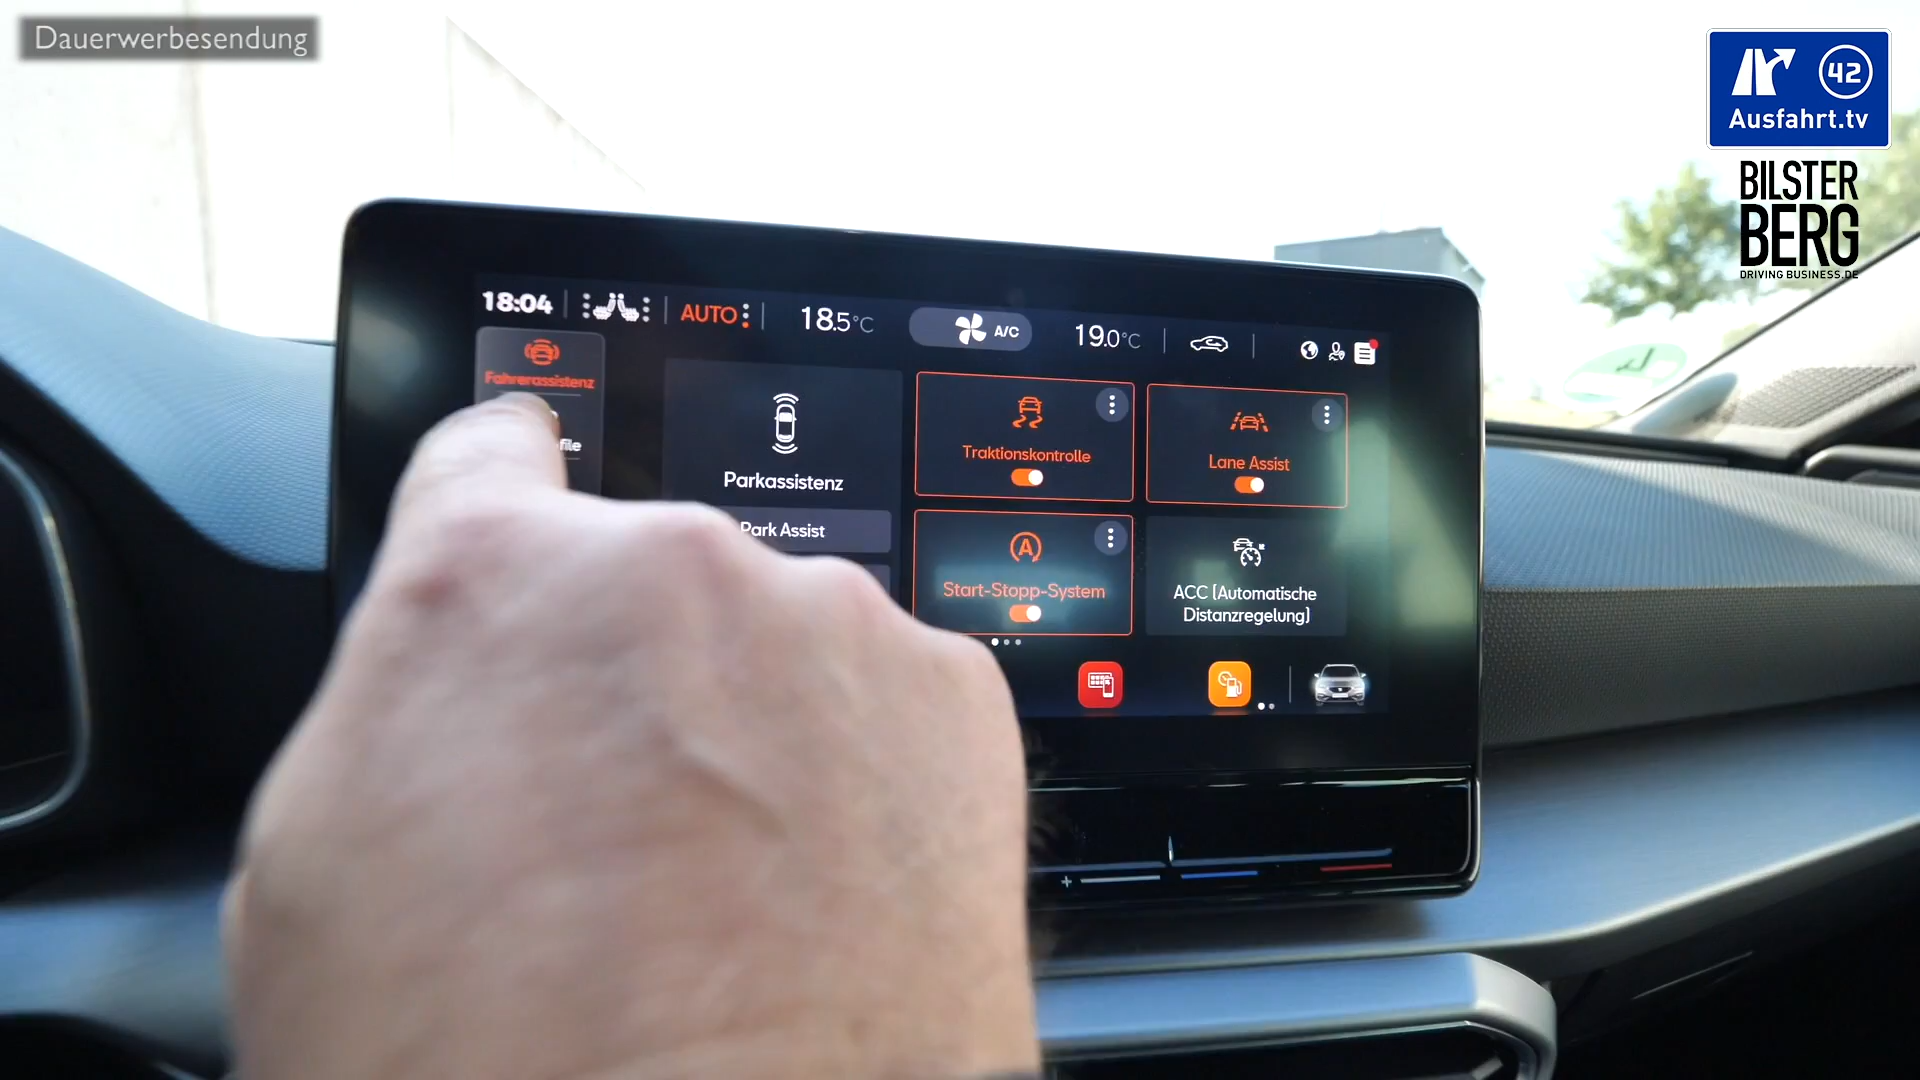 Dauerwerbesendung
42
Ausfahrt.tv
BILSTER
BERG
DRIVING BUSINESS.DE
18:04
AUTO
18.5°C
A/C
19.0°C
Fahrerassistenz
file
Parkassistenz
Park Assist
Traktionskontrolle
Lane Assist
A
Start-Stopp-System
ACC (Automatische
Distanzregelung)
+